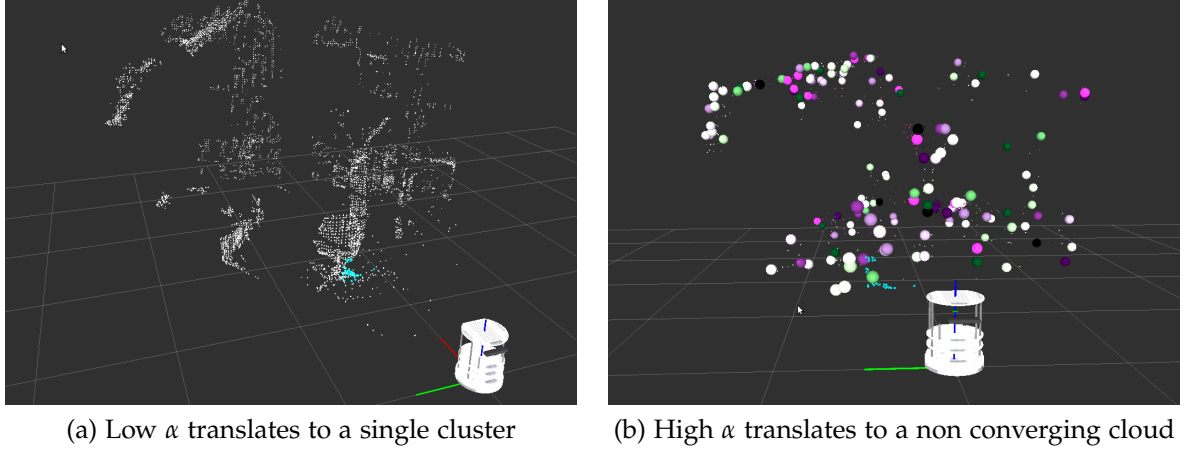 (a) Low α translates to a single cluster
(b) High α translates to a non converging cloud